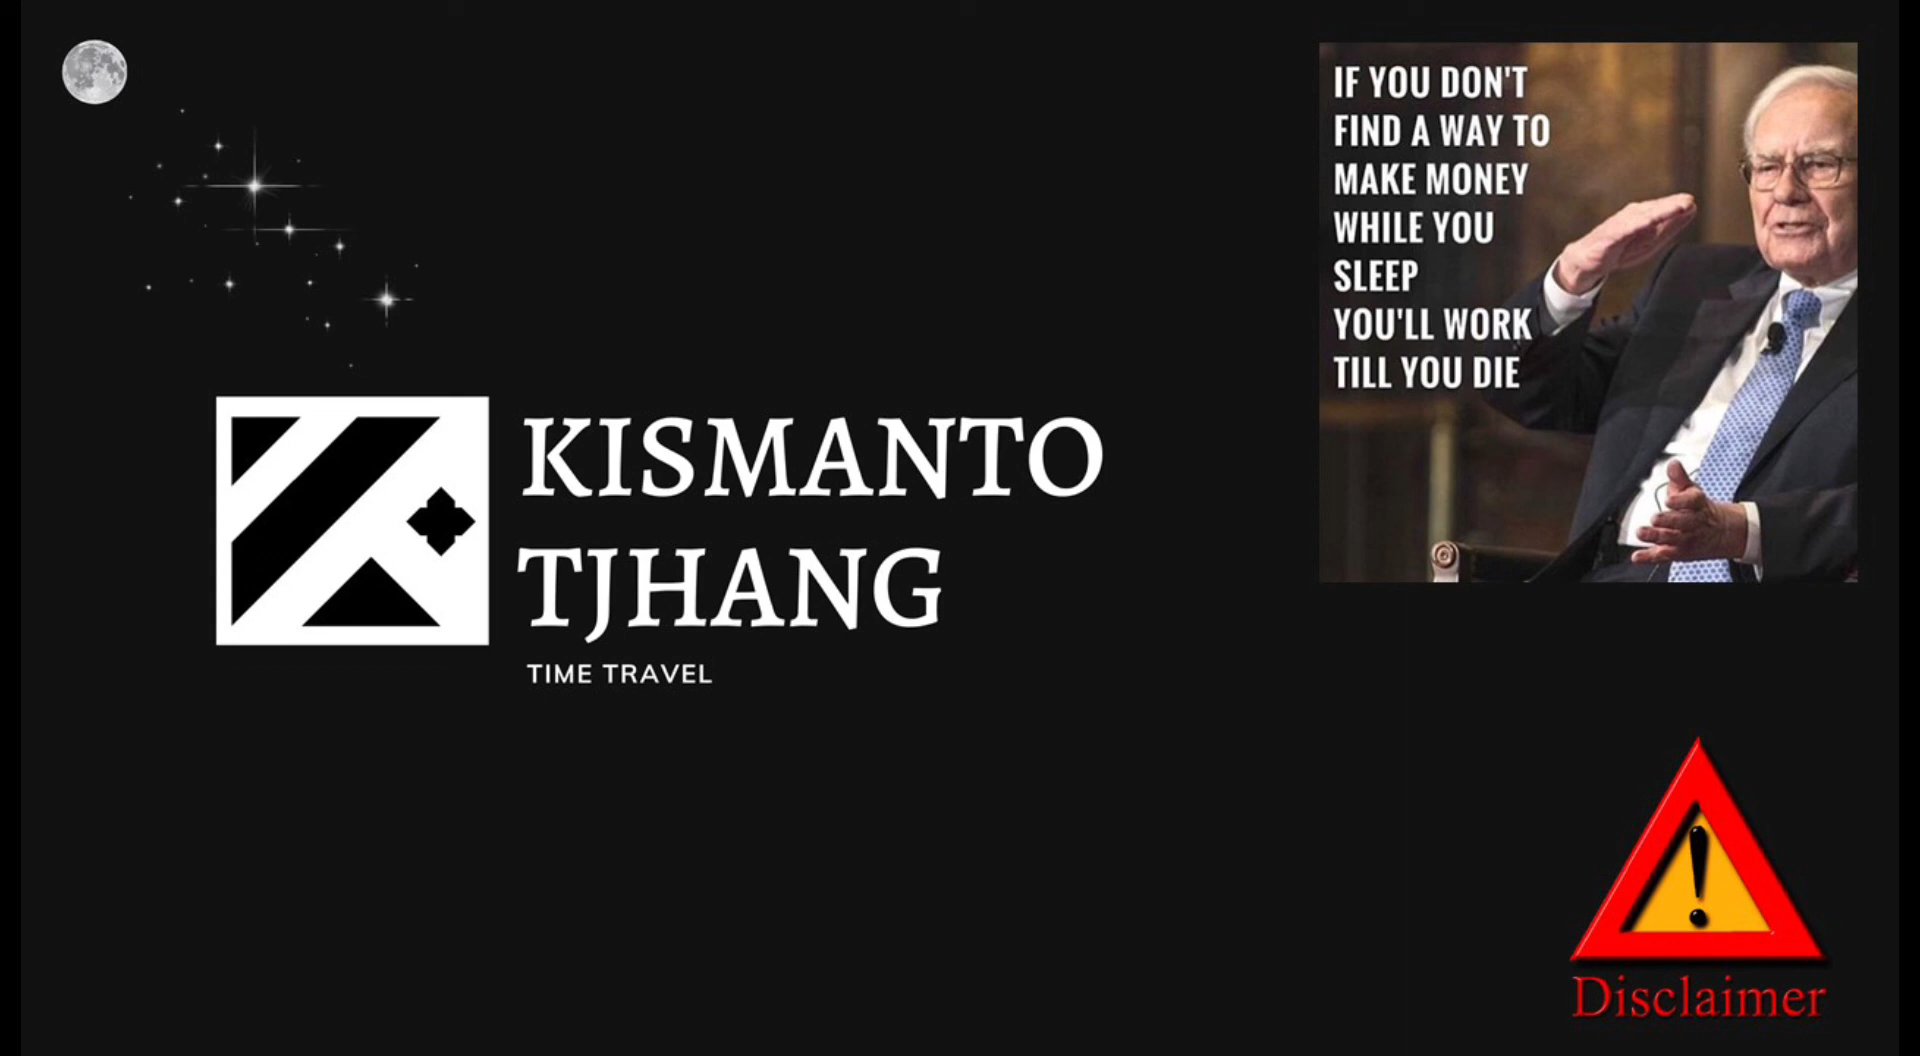 IF YOU DON'T
FIND A WAY TO
MAKE MONEY
WHILE YOU
SLEEP
YOU'LL WORK
TILL YOU DIE
KISMANTO
TJHANG
TIME TRAVEL
Disclaimer